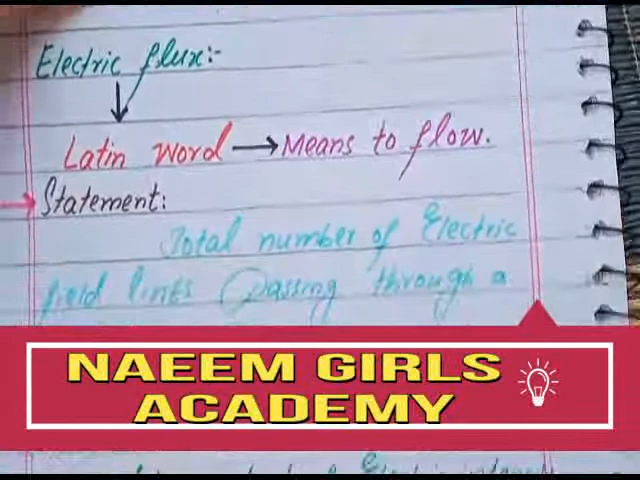 Electric flux:-
Latin word → Means to flow.
Statement:
Total number of Electric
field lines passing through a
NAEEM GIRLS
ACADEMY